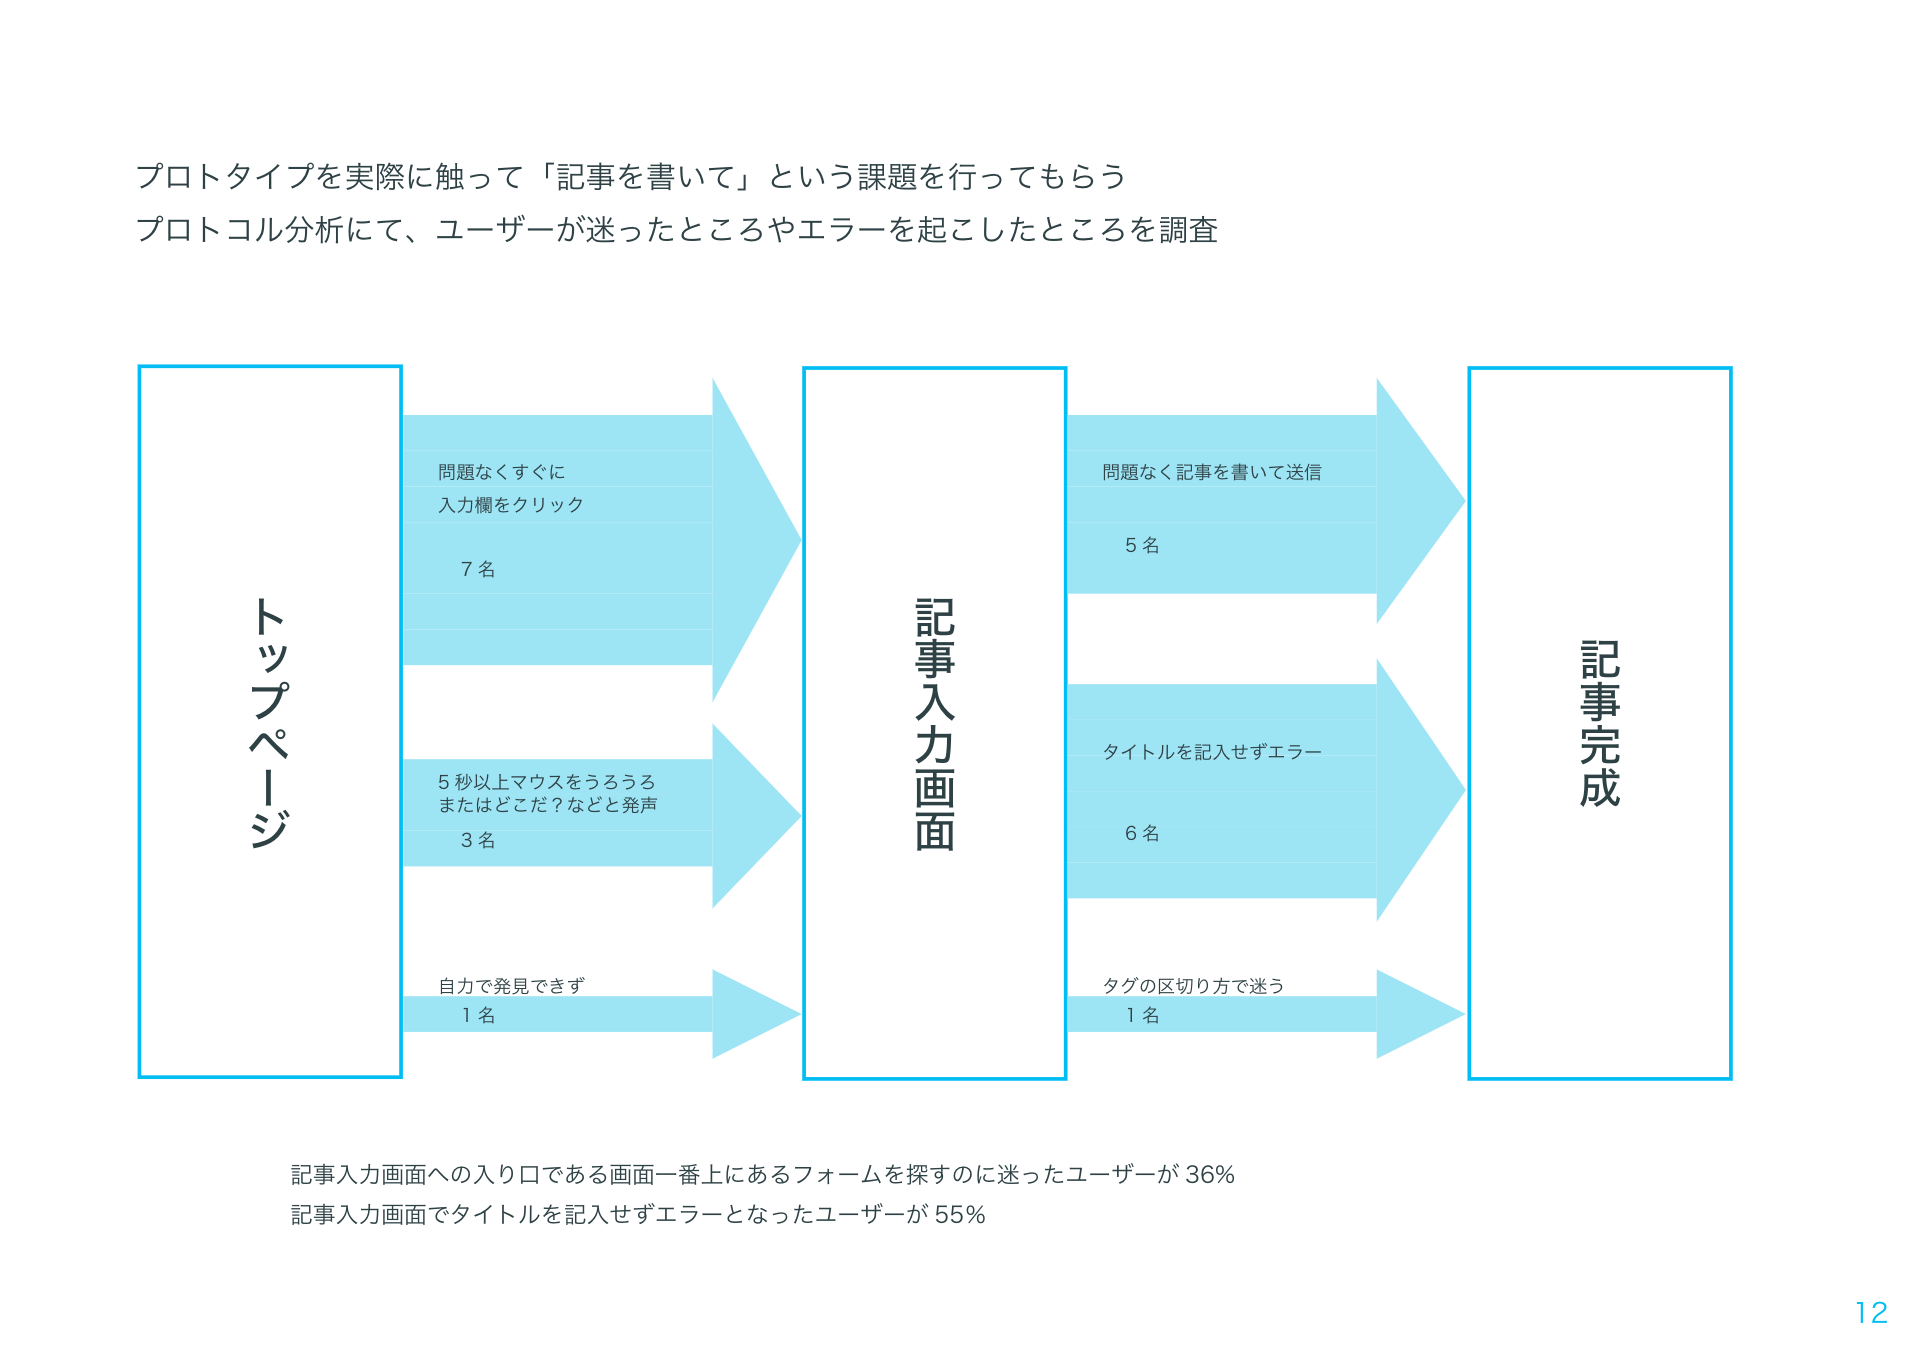 プロトタイプを実際に触って「記事を書いて」という課題を行ってもらう
プロトコル分析にて、ユーザーが迷ったところやエラーを起こしたところを調査
トップページ
問題なくすぐに
入力欄をクリック
7 名
5 秒以上マウスをうろうろ
またはどこだ？などと発声
3 名
自力で発見できず
1 名
記事入力画面
問題なく記事を書いて送信
5 名
タイトルを記入せずエラー
6 名
タグの区切り方で迷う
1 名
記事完成
記事入力画面への入り口である画面一番上にあるフォームを探すのに迷ったユーザーが 36%
記事入力画面でタイトルを記入せずエラーとなったユーザーが 55%
12